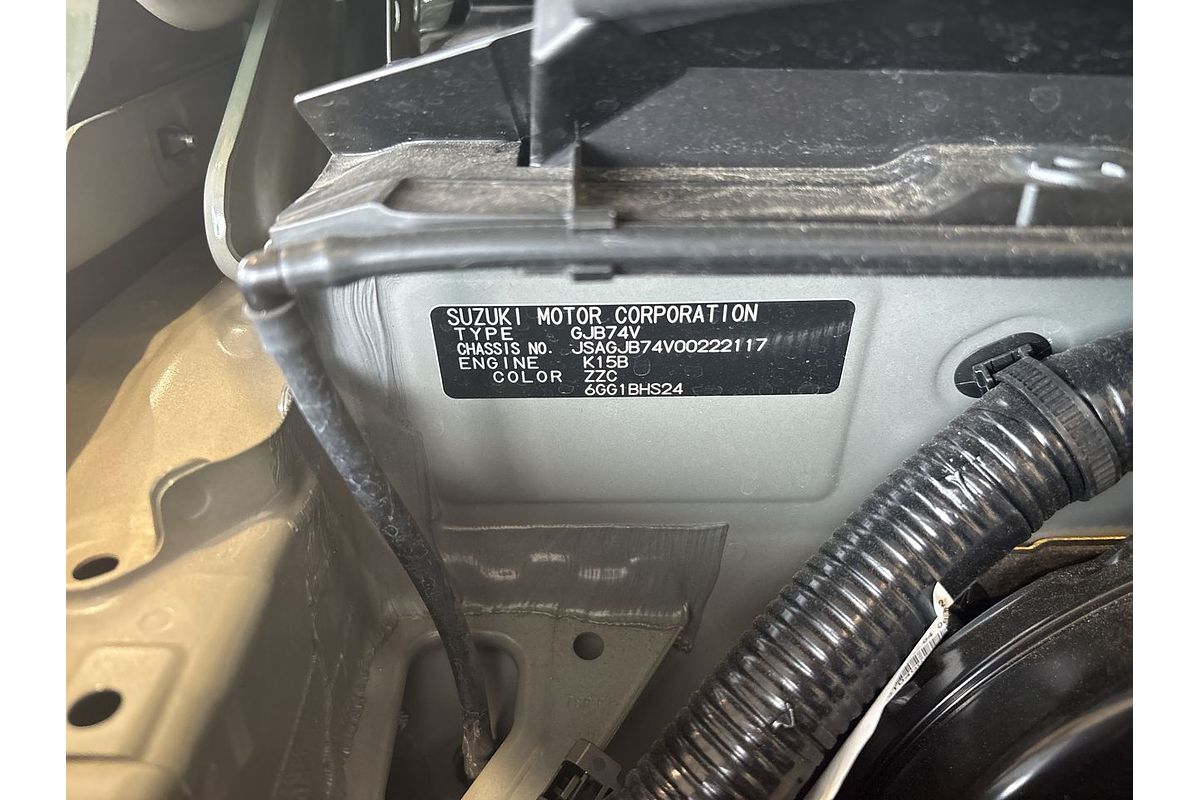 SUZUKI MOTOR CORPORATION
TYPE GJB74V
CHASSIS NO. JSAGJB74V00222117
ENGINE K15B
COLOR ZZC
6GG1BHS24